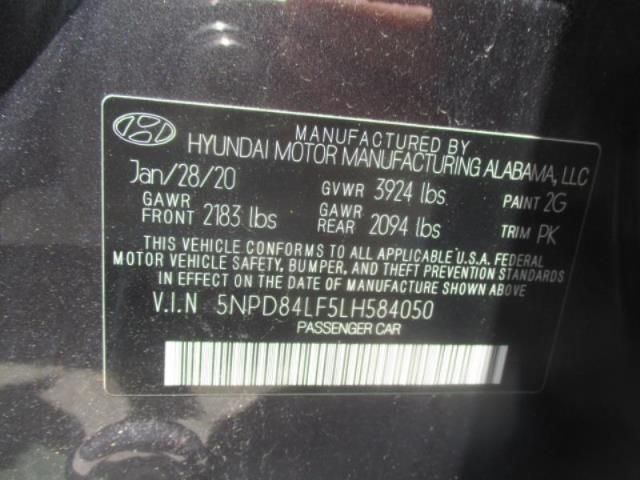 MANUFACTURED BY
HYUNDAI MOTOR MANUFACTURING ALABAMA, LLC
Jan/28/20 GVWR 3924 lbs PAINT 2G
GAWR FRONT 2183 lbs GAWR REAR 2094 lbs TRIM PK
THIS VEHICLE CONFORMS TO ALL APPLICABLE U.S.A. FEDERAL
MOTOR VEHICLE SAFETY, BUMPER, AND THEFT PREVENTION STANDARDS
IN EFFECT ON THE DATE OF MANUFACTURE SHOWN ABOVE.
V.I.N 5NPD84LF5LH584050
PASSENGER CAR